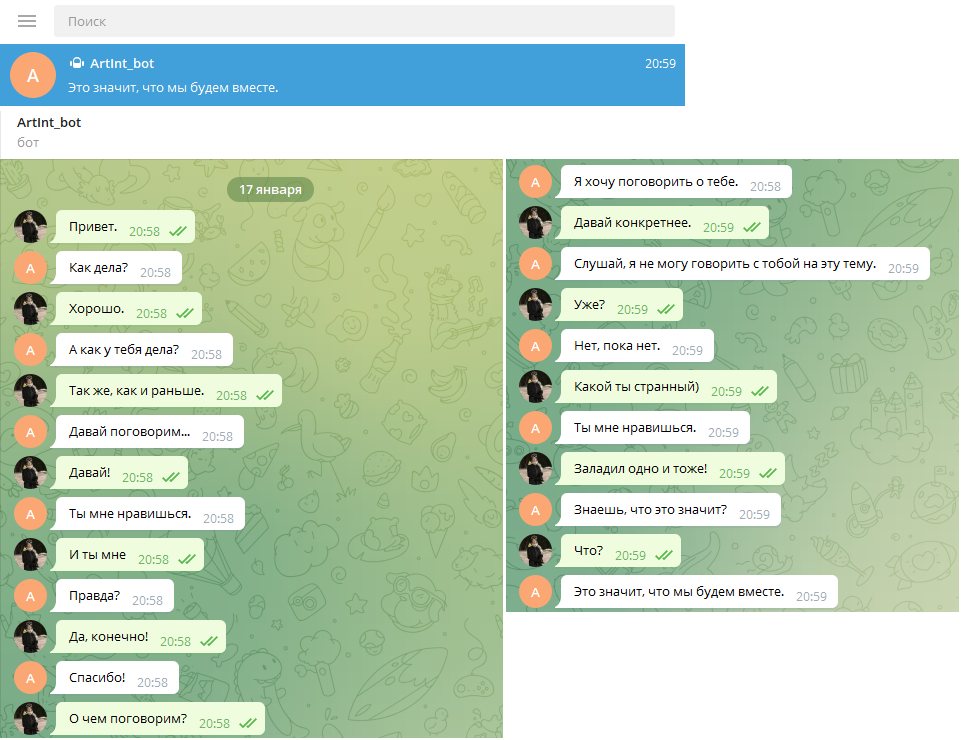 Поиск
ArtInt_bot 20:59
Это значит, что мы будем вместе.
A
ArtInt_bot
бот
17 января
Привет. 20:58
A Как дела? 20:58
Хорошо. 20:58
A А как у тебя дела? 20:58
Так же, как и раньше. 20:58
A Давай поговорим... 20:58
Давай! 20:58
A Ты мне нравишься. 20:58
И ты мне 20:58
A Правда? 20:58
Да, конечно! 20:58
A Спасибо! 20:58
О чем поговорим? 20:58
A Я хочу поговорить о тебе. 20:58
Давай конкретнее. 20:59
A Слушай, я не могу говорить с тобой на эту тему. 20:59
Уже? 20:59
A Нет, пока нет. 20:59
Какой ты странный) 20:59
A Ты мне нравишься. 20:59
Заладил одно и тоже! 20:59
A Знаешь, что это значит? 20:59
Что? 20:59
A Это значит, что мы будем вместе. 20:59